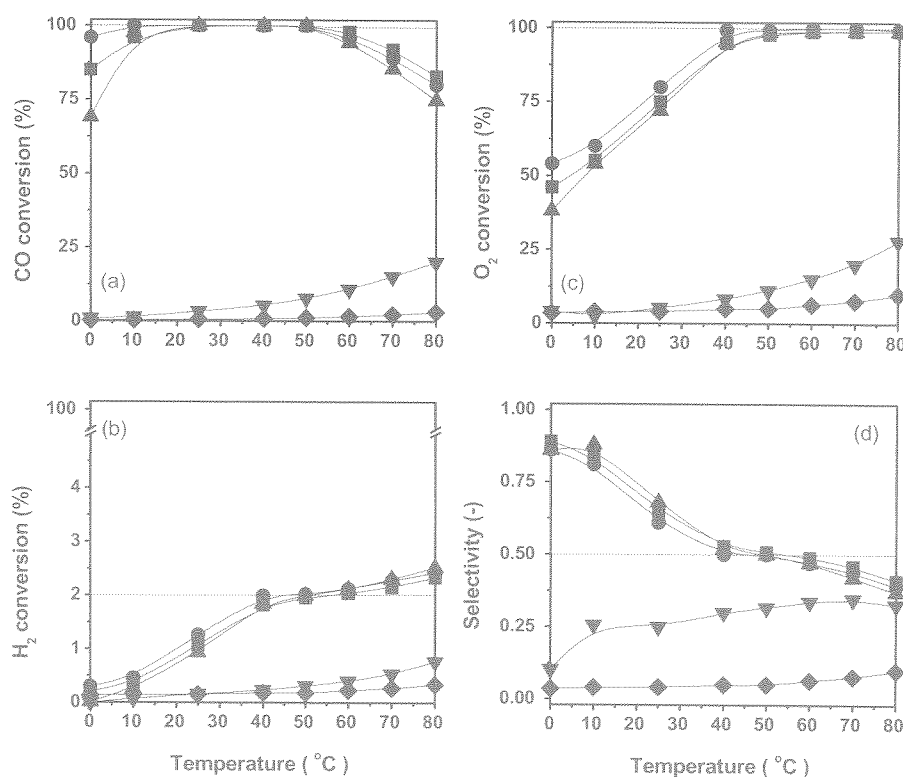 100
75
50
25
0
CO conversion (%)
(a)
0 10 20 30 40 50 60 70 80
100
75
50
25
0
O2 conversion (%)
(c)
0 10 20 30 40 50 60 70 80
100
4
3
2
1
0
H2 conversion (%)
(b)
0 10 20 30 40 50 60 70 80
Temperature ( °C )
1.00
0.75
0.50
0.25
0.00
Selectivity (-)
(d)
0 10 20 30 40 50 60 70 80
Temperature ( °C )